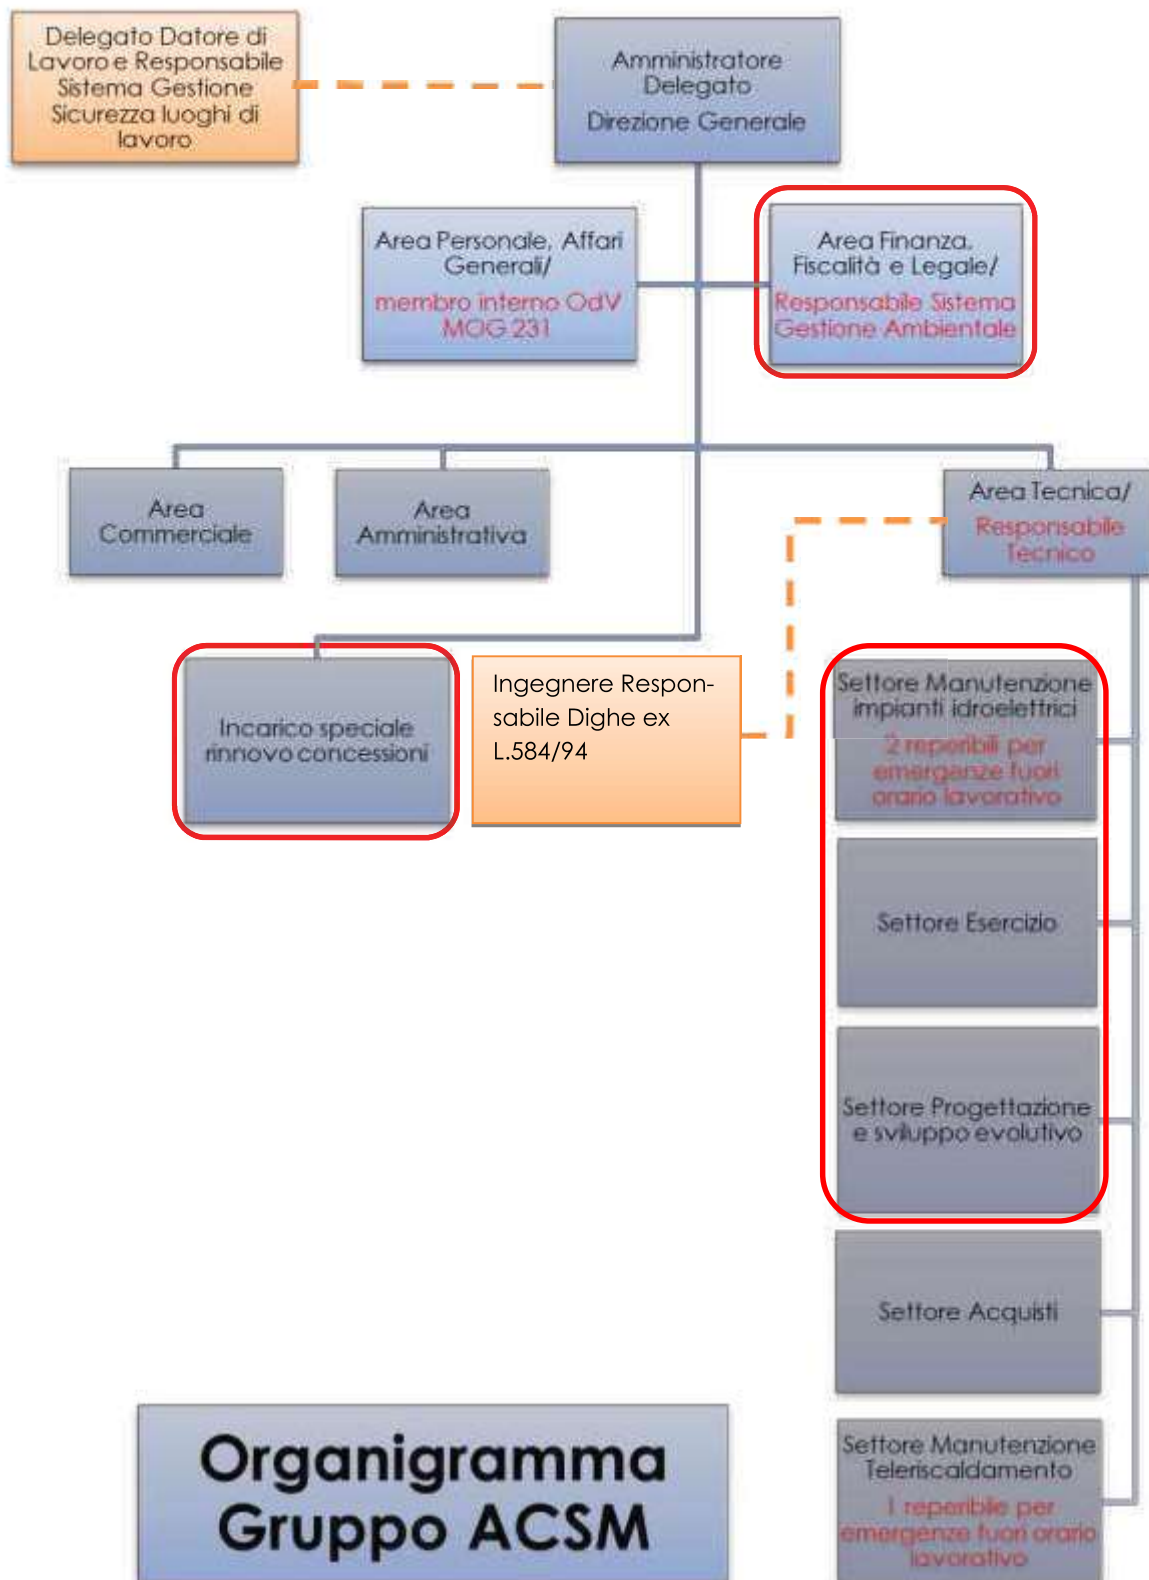 Delegato Datore di
Lavoro e Responsabile
Sistema Gestione
Sicurezza luoghi di
lavoro
Amministratore
Delegato
Direzione Generale
Area Personale, Affari
Generali/
membro interno OdV
MOG 231
Area Finanza,
Fiscalità e Legale/
Responsabile Sistema
Gestione Ambientale
Area
Commerciale
Area
Amministrativa
Area Tecnica/
Responsabile
Tecnico
Incarico speciale
rinnovo concessioni
Ingegnere Respon-
sabile Dighe ex
L.584/94
Settore Manutenzione
impianti idroelettrici
2 reperibili per
emergenze fuori
orario lavorativo
Settore Esercizio
Settore Progettazione
e sviluppo evolutivo
Settore Acquisti
Settore Manutenzione
Teleriscaldamento
1 reperibile per
emergenze fuori orario
lavorativo
Organigramma
Gruppo ACSM